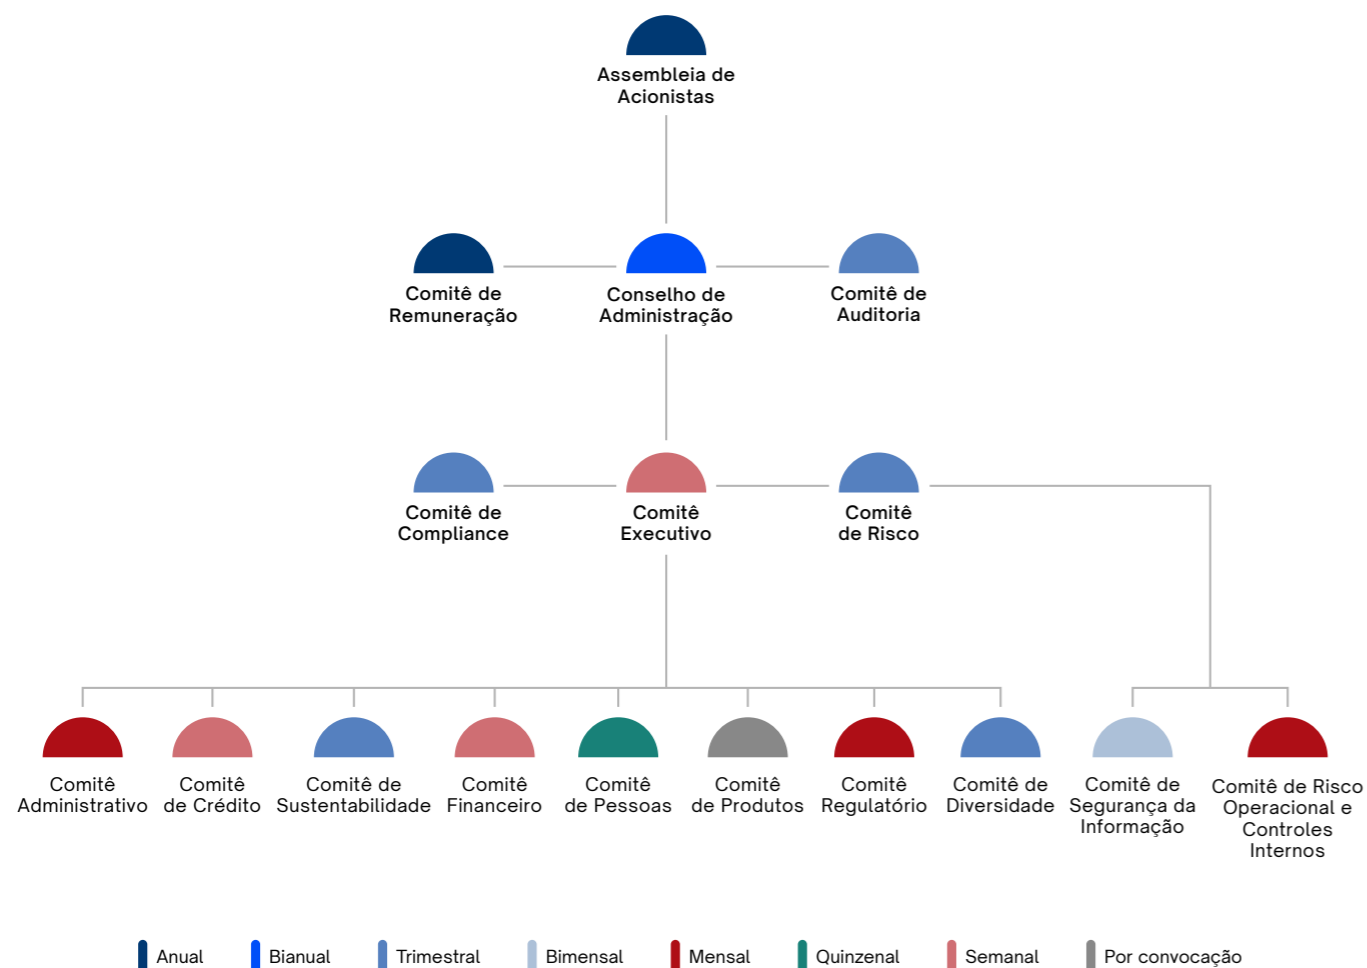 Assembleia de
Acionistas
Comitê de
Remuneração
Conselho de
Administração
Comitê de
Auditoria
Comitê de
Compliance
Comitê
Executivo
Comitê
de Risco
Comitê
Administrativo
Comitê
de Crédito
Comitê de
Sustentabilidade
Comitê
Financeiro
Comitê
de Pessoas
Comitê
de Produtos
Comitê
Regulatório
Comitê de
Diversidade
Comitê de
Segurança da
Informação
Comitê de Risco
Operacional e
Controles
Internos
Anual
Bianual
Trimestral
Bimensal
Mensal
Quinzenal
Semanal
Por convocação